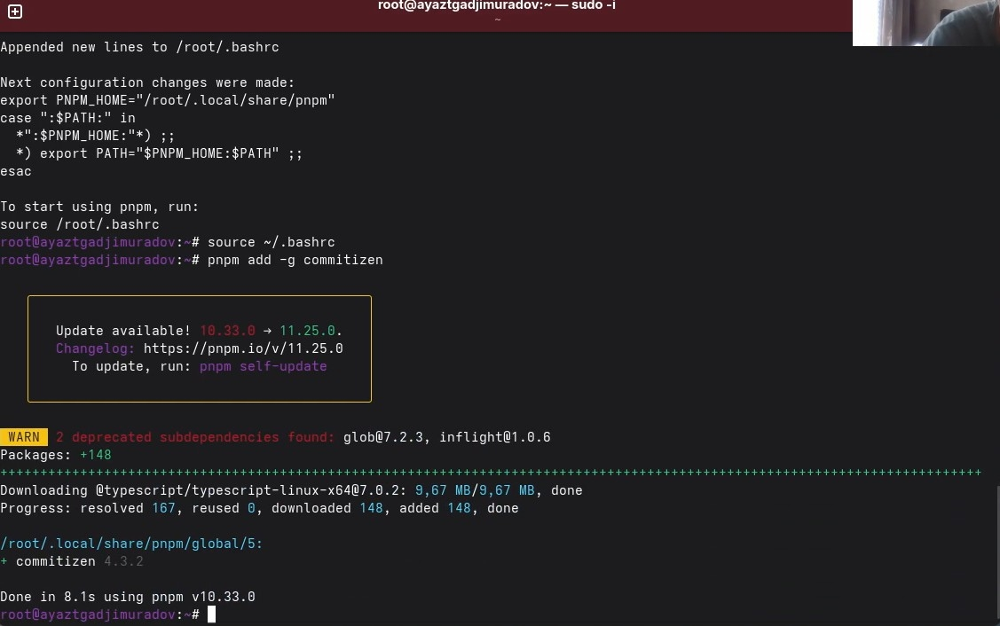 root@ayaztgadjimuradov:~ — sudo -i
~
Appended new lines to /root/.bashrc
Next configuration changes were made:
export PNPM_HOME="/root/.local/share/pnpm"
case ":$PATH:" in
  *":$PNPM_HOME:"*) ;;
  *) export PATH="$PNPM_HOME:$PATH" ;;
esac
To start using pnpm, run:
source /root/.bashrc
root@ayaztgadjimuradov:~# source ~/.bashrc
root@ayaztgadjimuradov:~# pnpm add -g commitizen
Update available! 10.33.0 → 11.25.0.
Changelog: https://pnpm.io/v/11.25.0
To update, run: pnpm self-update
WARN 2 deprecated subdependencies found: glob@7.2.3, inflight@1.0.6
Packages: +148
+++++++++++++++++++++++++++++++++++++++++++++++++++++++++++++++++++++++++++++++++++++++++++++++++++++++++++++++++++++++++++
Downloading @typescript/typescript-linux-x64@7.0.2: 9,67 MB/9,67 MB, done
Progress: resolved 167, reused 0, downloaded 148, added 148, done
/root/.local/share/pnpm/global/5:
+ commitizen 4.3.2
Done in 8.1s using pnpm v10.33.0
root@ayaztgadjimuradov:~#